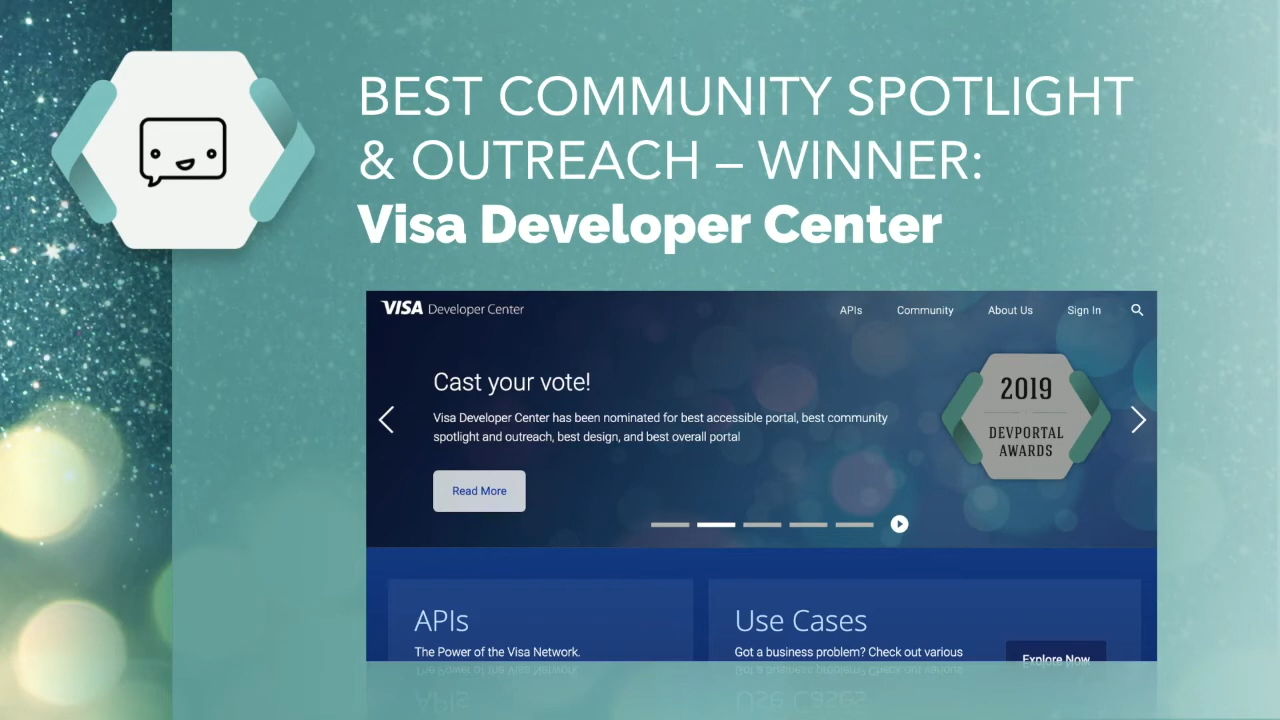 BEST COMMUNITY SPOTLIGHT
& OUTREACH – WINNER:
Visa Developer Center
VISA Developer Center
APIs Community About Us Sign In
Cast your vote!
Visa Developer Center has been nominated for best accessible portal, best community
spotlight and outreach, best design, and best overall portal
Read More
2019
DEVPORTAL
AWARDS
APIs
The Power of the Visa Network.
Use Cases
Got a business problem? Check out various
Explore Now